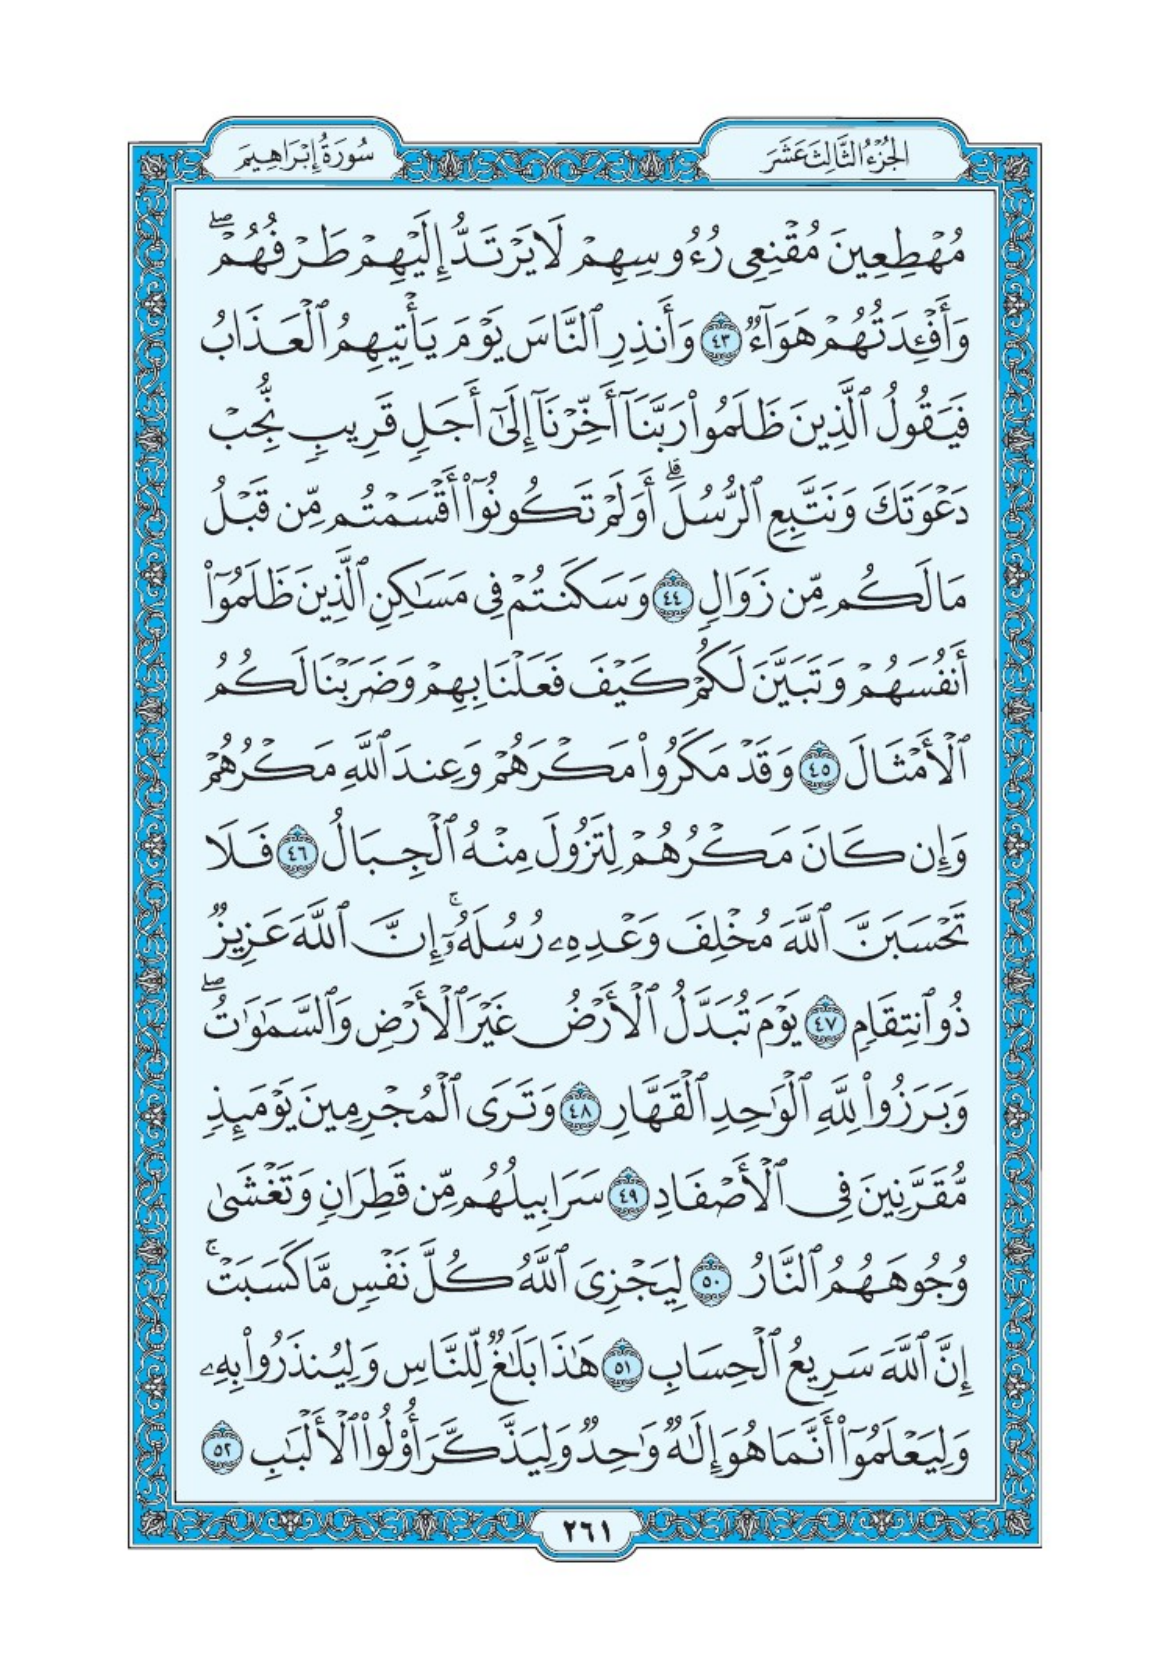 الجُزْءُ الثَّالِثَ عَشَرَ
سُورَةُ إِبْرَاهِيمَ
مُهْطِعِينَ مُقْنِعِى رُءُوسِهِمْ لَا يَرْتَدُّ إِلَيْهِمْ طَرْفُهُمْ ۖ
وَأَفْـِٔدَتُهُمْ هَوَآءٌ ٤٣ وَأَنذِرِ ٱلنَّاسَ يَوْمَ يَأْتِيهِمُ ٱلْعَذَابُ
فَيَقُولُ ٱلَّذِينَ ظَلَمُوا۟ رَبَّنَآ أَخِّرْنَآ إِلَىٰٓ أَجَلٍ قَرِيبٍ نُّجِبْ
دَعْوَتَكَ وَنَتَّبِعِ ٱلرُّسُلَ ۗ أَوَلَمْ تَكُونُوٓا۟ أَقْسَمْتُم مِّن قَبْلُ
مَا لَكُم مِّن زَوَالٍ ٤٤ وَسَكَنتُمْ فِى مَسَٰكِنِ ٱلَّذِينَ ظَلَمُوٓا۟
أَنفُسَهُمْ وَتَبَيَّنَ لَكُمْ كَيْفَ فَعَلْنَا بِهِمْ وَضَرَبْنَا لَكُمُ
ٱلْأَمْثَالَ ٤٥ وَقَدْ مَكَرُوا۟ مَكْرَهُمْ وَعِندَ ٱللَّهِ مَكْرُهُمْ
وَإِن كَانَ مَكْرُهُمْ لِتَزُولَ مِنْهُ ٱلْجِبَالُ ٤٦ فَلَا
تَحْسَبَنَّ ٱللَّهَ مُخْلِفَ وَعْدِهِۦ رُسُلَهُۥٓ ۚ إِنَّ ٱللَّهَ عَزِيزٌ
ذُو ٱنتِقَامٍ ٤٧ يَوْمَ تُبَدَّلُ ٱلْأَرْضُ غَيْرَ ٱلْأَرْضِ وَٱلسَّمَٰوَٰتُ ۖ
وَبَرَزُوا۟ لِلَّهِ ٱلْوَٰحِدِ ٱلْقَهَّارِ ٤٨ وَتَرَى ٱلْمُجْرِمِينَ يَوْمَئِذٍ
مُّقَرَّنِينَ فِى ٱلْأَصْفَادِ ٤٩ سَرَابِيلُهُم مِّن قَطِرَانٍ وَتَغْشَىٰ
وُجُوهَهُمُ ٱلنَّارُ ٥٠ لِيَجْزِىَ ٱللَّهُ كُلَّ نَفْسٍ مَّا كَسَبَتْ ۚ
إِنَّ ٱللَّهَ سَرِيعُ ٱلْحِسَابِ ٥١ هَٰذَا بَلَٰغٌ لِّلنَّاسِ وَلِيُنذَرُوا۟ بِهِۦ
وَلِيَعْلَمُوٓا۟ أَنَّمَا هُوَ إِلَٰهٌ وَٰحِدٌ وَلِيَذَّكَّرَ أُو۟لُوا۟ ٱلْأَلْبَٰبِ ٥٢
٢٦١